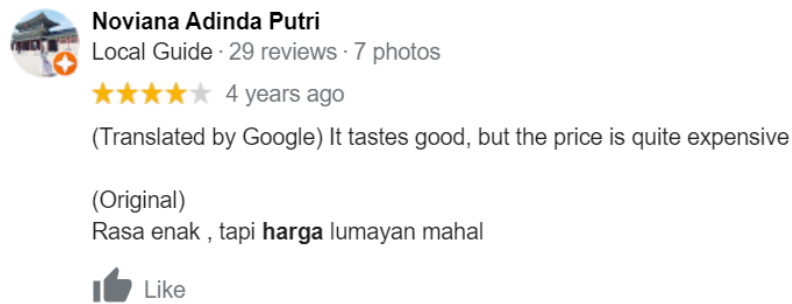 Noviana Adinda Putri
Local Guide · 29 reviews · 7 photos
4 years ago
(Translated by Google) It tastes good, but the price is quite expensive
(Original)
Rasa enak , tapi harga lumayan mahal
Like